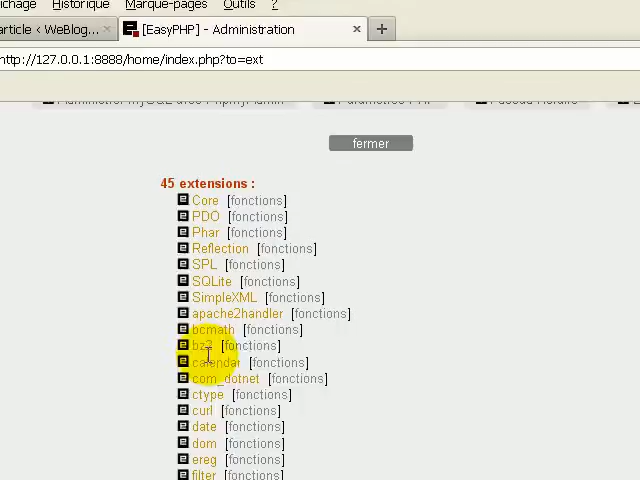 ichage Historique Marque-pages Outils ?
article < WeBlog... × [EasyPHP] - Administration × +
http://127.0.0.1:8888/home/index.php?to=ext
fermer
45 extensions :
Core [fonctions]
PDO [fonctions]
Phar [fonctions]
Reflection [fonctions]
SPL [fonctions]
SQLite [fonctions]
SimpleXML [fonctions]
apache2handler [fonctions]
bcmath [fonctions]
bz2 [fonctions]
calendar [fonctions]
com_dotnet [fonctions]
ctype [fonctions]
curl [fonctions]
date [fonctions]
dom [fonctions]
ereg [fonctions]
filter [fonctions]